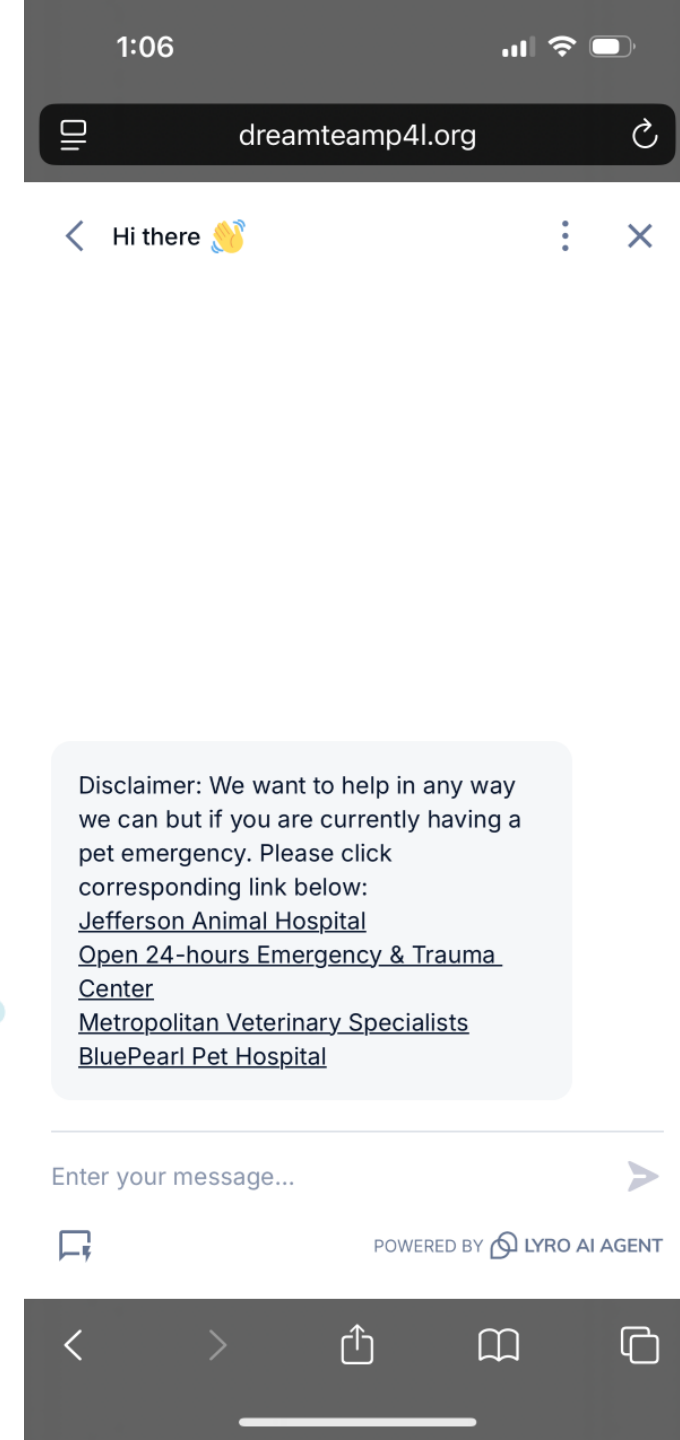 1:06
dreamteamp4l.org
Hi there 👋
Disclaimer: We want to help in any way
we can but if you are currently having a
pet emergency. Please click
corresponding link below:
Jefferson Animal Hospital
Open 24-hours Emergency & Trauma
Center
Metropolitan Veterinary Specialists
BluePearl Pet Hospital
Enter your message...
POWERED BY LYRO AI AGENT